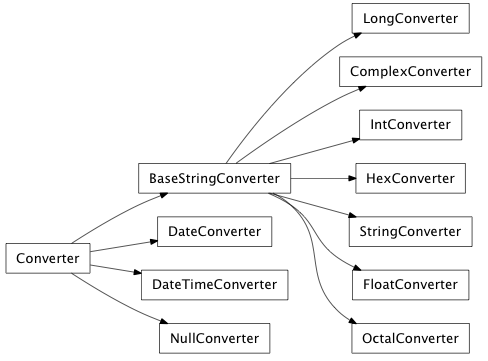 LongConverter
ComplexConverter
IntConverter
BaseStringConverter
HexConverter
DateConverter
StringConverter
Converter
DateTimeConverter
FloatConverter
NullConverter
OctalConverter